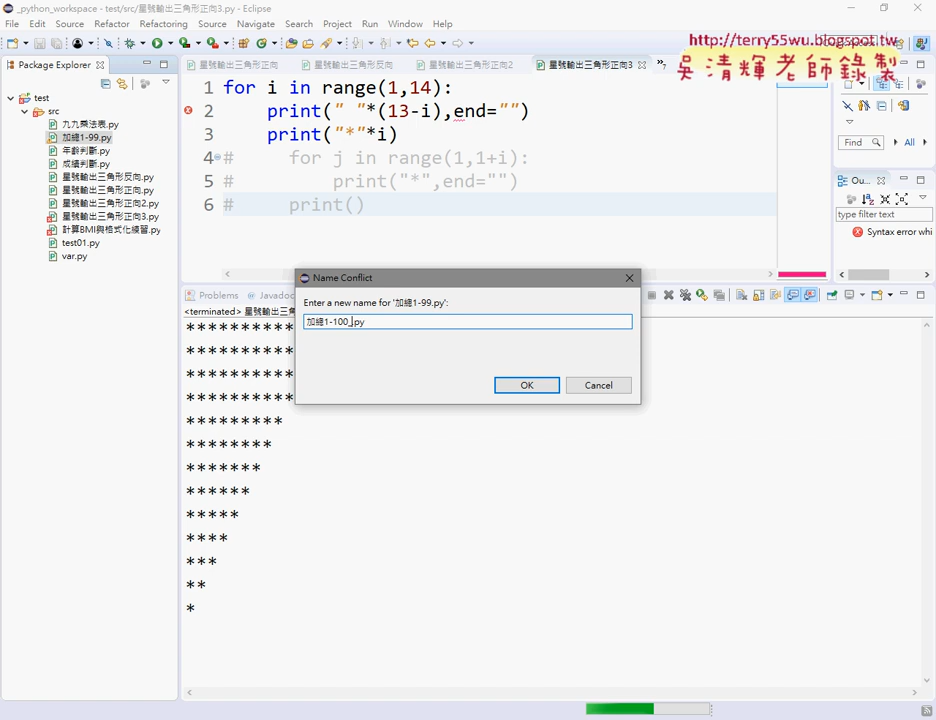 _python_workspace - test/src/星號輸出三角形正向3.py - Eclipse
File Edit Source Refactor Refactoring Source Navigate Search Project Run Window Help
http://terry55wu.blogspot.tw
吳清輝老師錄製
Package Explorer
星號輸出三角形正向
星號輸出三角形反向
星號輸出三角形正向2
星號輸出三角形正向3
»7
test
src
九九乘法表.py
加總1-99.py
年齡判斷.py
成績判斷.py
星號輸出三角形反向.py
星號輸出三角形正向.py
星號輸出三角形正向2.py
星號輸出三角形正向3.py
計算BMI與格式化練習.py
test01.py
var.py
1 for i in range(1,14):
2 print(" "*(13-i),end="")
3 print("*"*i)
4 # for j in range(1,1+i):
5 # print("*",end="")
6 # print()
Find
All
Ou...
type filter text
Syntax error whi
Name Conflict
Enter a new name for '加總1-99.py':
加總1-100_.py
OK
Cancel
Problems
Javadoc
<terminated> 星號輸出三角
**********
**********
**********
**********
*********
********
*******
******
*****
****
***
**
*